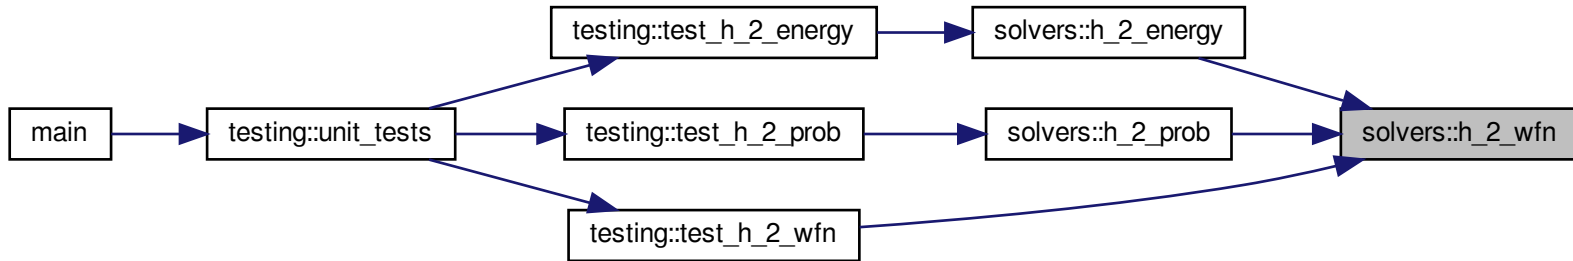 testing::test_h_2_energy
solvers::h_2_energy
main
testing::unit_tests
testing::test_h_2_prob
solvers::h_2_prob
solvers::h_2_wfn
testing::test_h_2_wfn